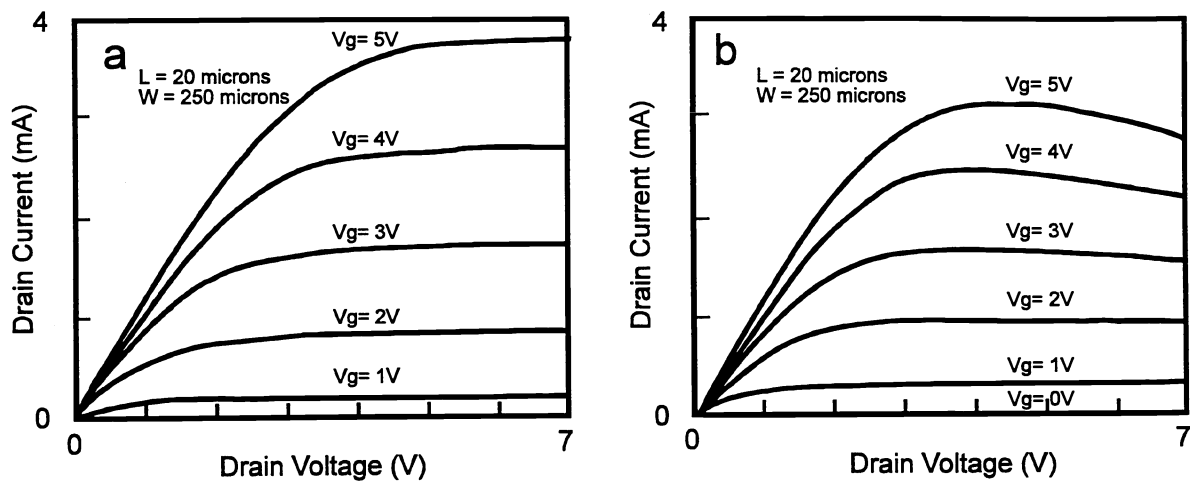 4
a
L = 20 microns
W = 250 microns
Vg= 5V
Vg= 4V
Vg= 3V
Vg= 2V
Vg= 1V
Drain Current (mA)
0
0
7
Drain Voltage (V)
4
b
L = 20 microns
W = 250 microns
Vg= 5V
Vg= 4V
Vg= 3V
Vg= 2V
Vg= 1V
Vg= 0V
Drain Current (mA)
0
0
7
Drain Voltage (V)